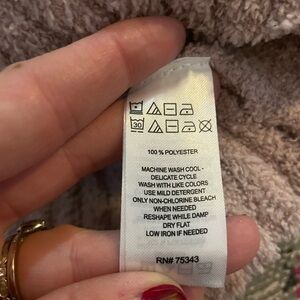 30
100 % POLYESTER
MACHINE WASH COOL -
DELICATE CYCLE
WASH WITH LIKE COLORS
USE MILD DETERGENT
ONLY NON-CHLORINE BLEACH
WHEN NEEDED
RESHAPE WHILE DAMP
DRY FLAT
LOW IRON IF NEEDED
RN# 75343